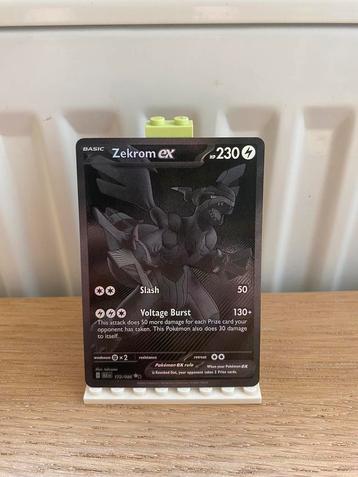 BASIC Zekrom ex HP 230
Slash 50
Voltage Burst 130+
This attack does 50 more damage for each Prize card your
opponent has taken. This Pokémon also does 30 damage
to itself.
weakness ×2 resistance retreat
Pokémon ex rule When your Pokémon ex
is Knocked Out, your opponent takes 2 Prize cards.